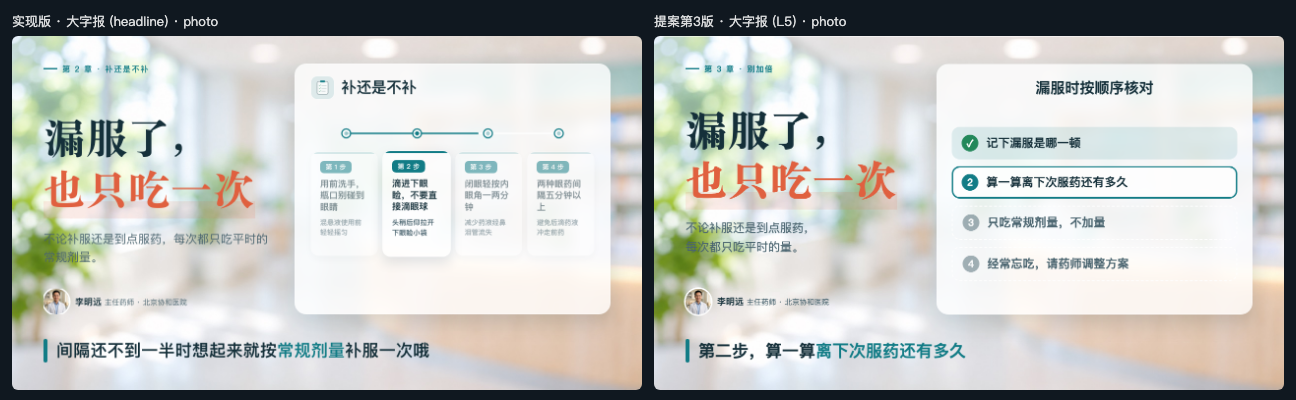 实现版 · 大字报 (headline) · photo
第 2 章 · 补还是不补
漏服了，
也只吃一次
不论补服还是到点服药，每次都只吃平时的
常规剂量。
李明远 主任药师 · 北京协和医院
补还是不补
第 1 步
用前洗手，
瓶口别碰到
眼睛
混悬液使用前
轻轻摇匀
第 2 步
滴进下眼
睑，不要直
接滴眼球
头稍后仰拉开
下眼睑小袋
第 3 步
闭眼轻按内
眼角一两分
钟
减少药液经鼻
泪管流失
第 4 步
两种眼药间
隔五分钟以
上
避免后滴药液
冲走前药
间隔还不到一半时想起来就按常规剂量补服一次哦
提案第3版 · 大字报 (L5) · photo
第 3 章 · 别加倍
漏服了，
也只吃一次
不论补服还是到点服药，
每次都只吃平时的量。
李明远 主任药师 · 北京协和医院
漏服时按顺序核对
记下漏服是哪一顿
2 算一算离下次服药还有多久
3 只吃常规剂量，不加量
4 经常忘吃，请药师调整方案
第二步，算一算离下次服药还有多久